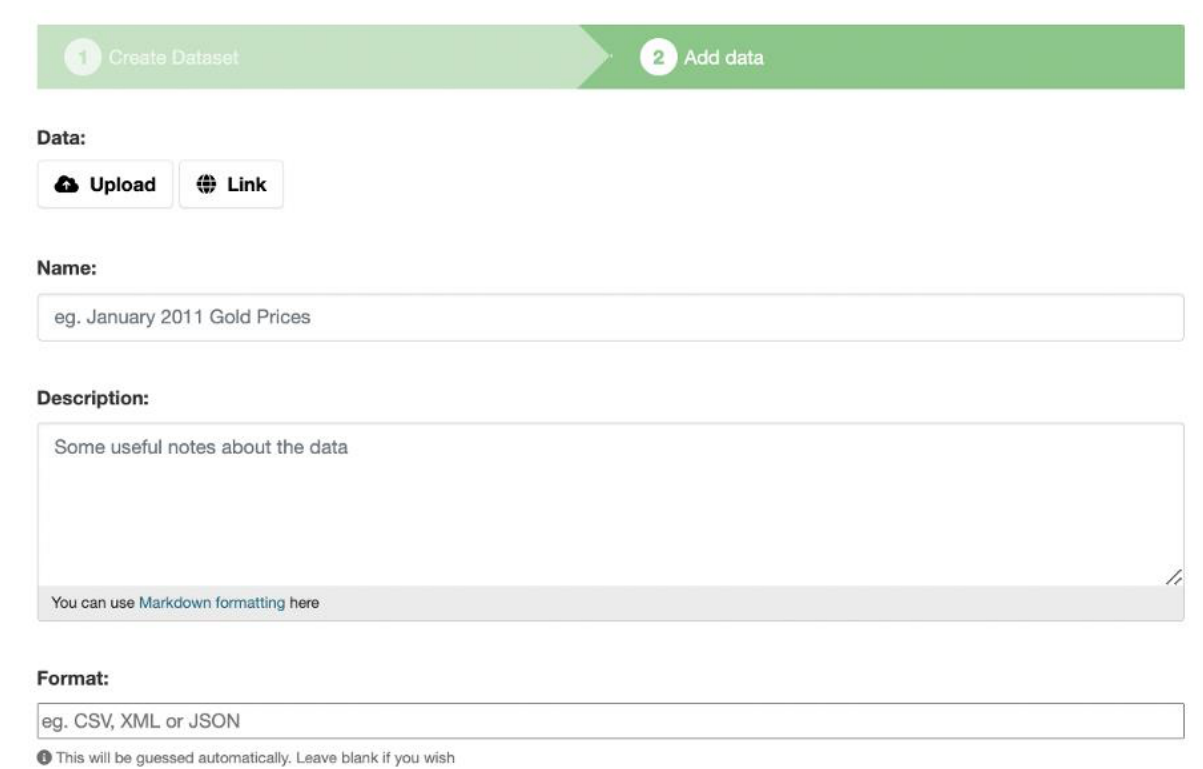 1 Create Dataset
2 Add data
Data:
Upload
Link
Name:
eg. January 2011 Gold Prices
Description:
Some useful notes about the data
You can use Markdown formatting here
Format:
eg. CSV, XML or JSON
This will be guessed automatically. Leave blank if you wish